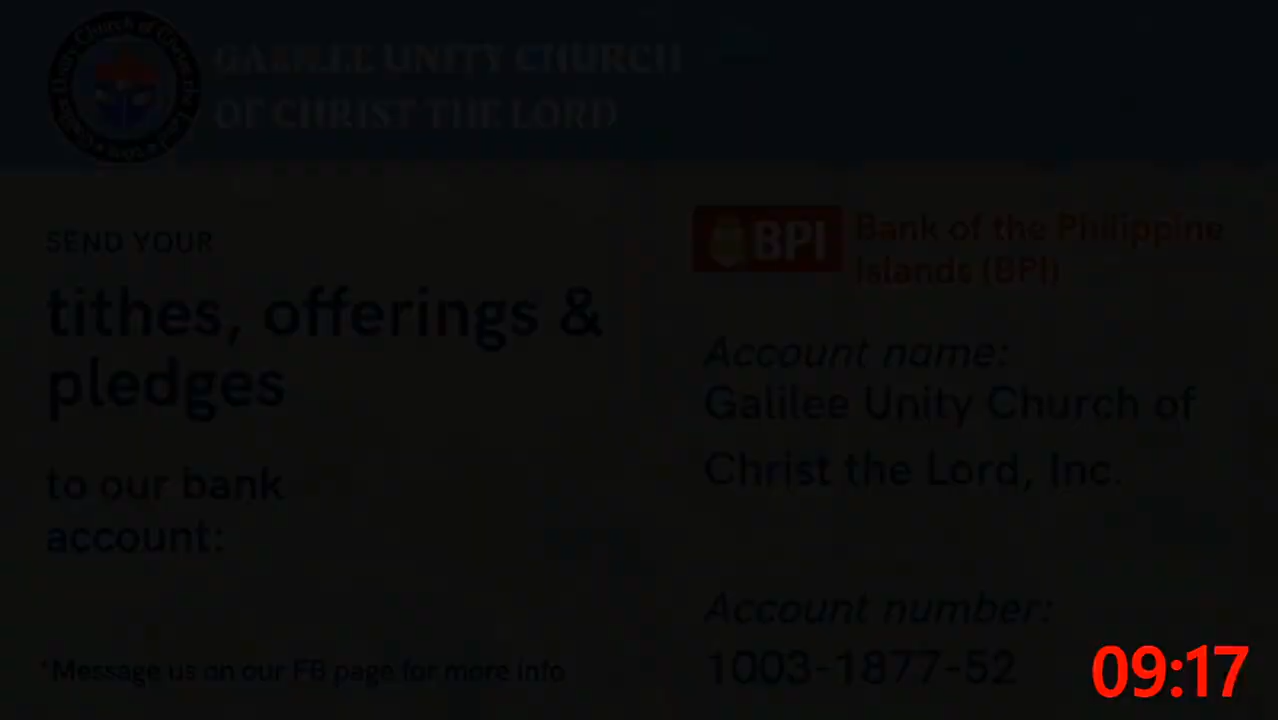 GALILEE UNITY CHURCH
OF CHRIST THE LORD
SEND YOUR
tithes, offerings &
pledges
to our bank
account:
*Message us on our FB page for more info
BPI
Bank of the Philippine
Islands (BPI)
Account name:
Galilee Unity Church of
Christ the Lord, Inc.
Account number:
1003-1877-52
09:17